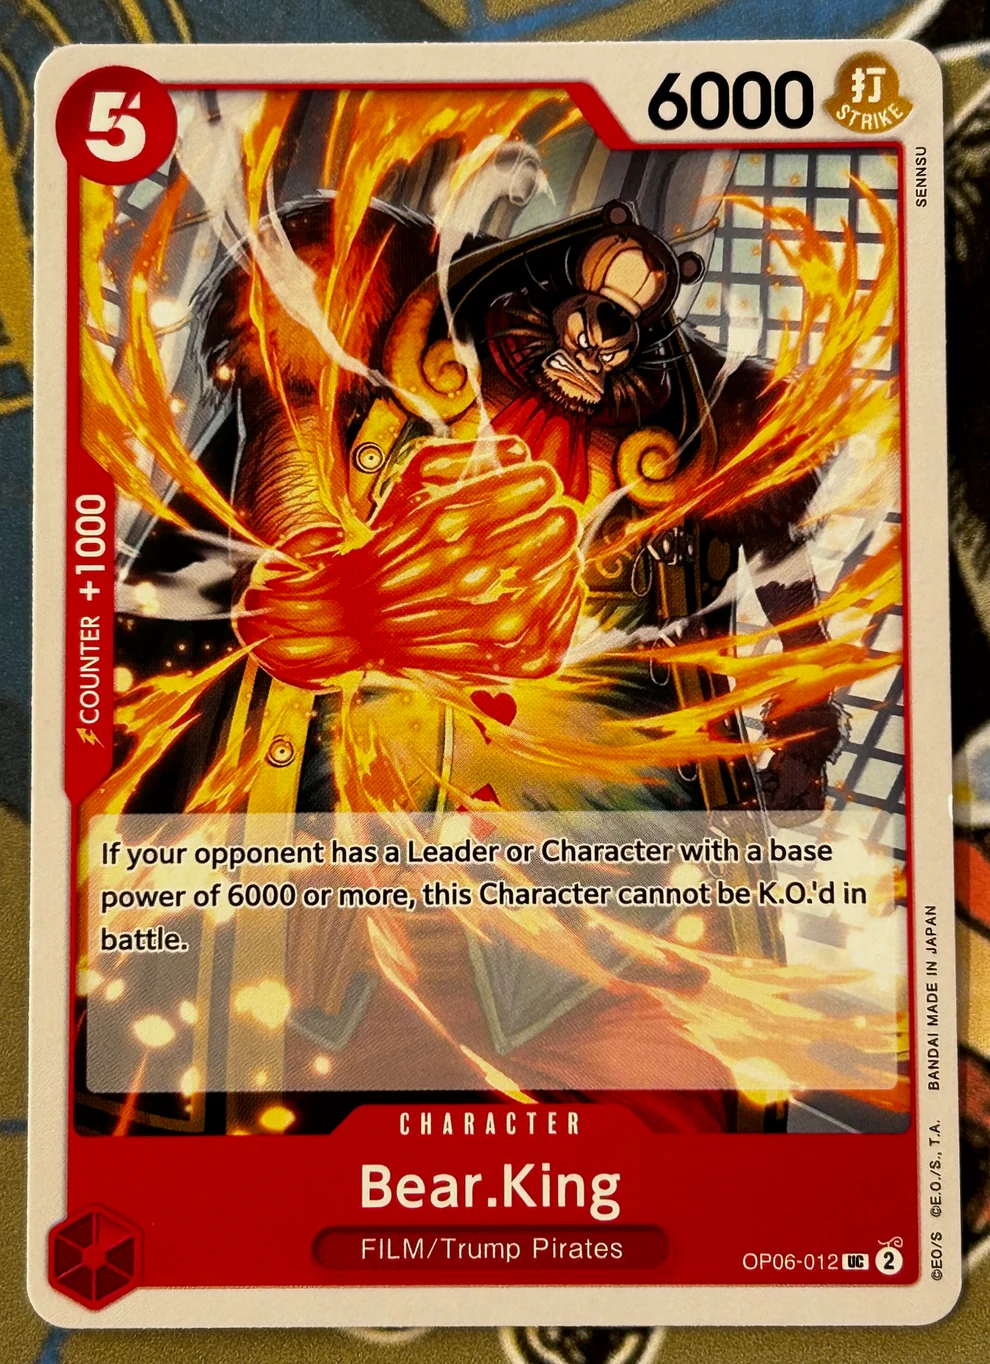 5
6000
打
STRIKE
SENNSU
COUNTER +1000
If your opponent has a Leader or Character with a base
power of 6000 or more, this Character cannot be K.O.'d in
battle.
CHARACTER
Bear.King
FILM/Trump Pirates
OP06-012 UC 2
©EO/S ©E.O./S., T.A. BANDAI MADE IN JAPAN